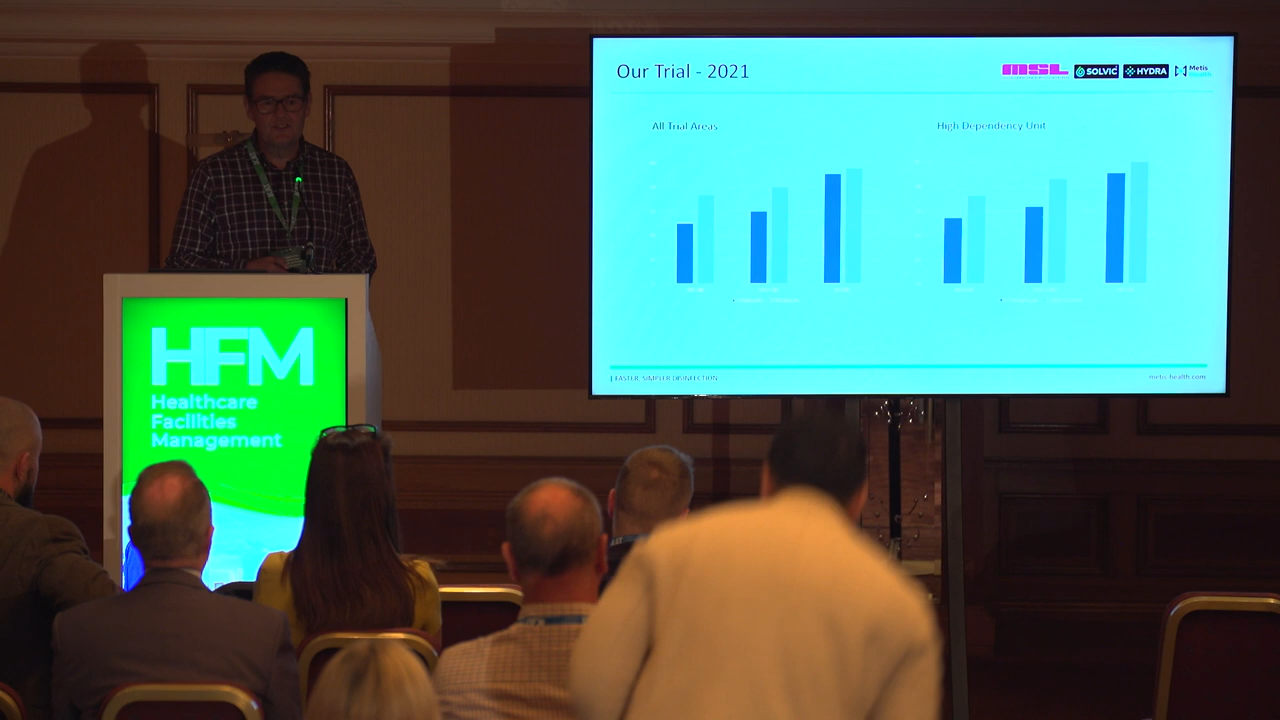 Our Trial - 2021
MSL
SOLVIC
HYDRA
Metis
Health
All Trial Areas
High Dependency Unit
| FASTER, SIMPLER DISINFECTION
metis-health.com
HFM
Healthcare
Facilities
Management